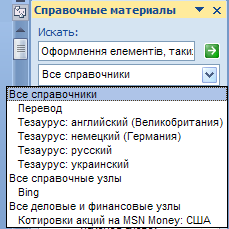 Справочные материалы
Искать:
Оформлення елементів, таки
Все справочники
Все справочники
Перевод
Тезаурус: английский (Великобритания)
Тезаурус: немецкий (Германия)
Тезаурус: русский
Тезаурус: украинский
Все справочные узлы
Bing
Все деловые и финансовые узлы
Котировки акций на MSN Money: США